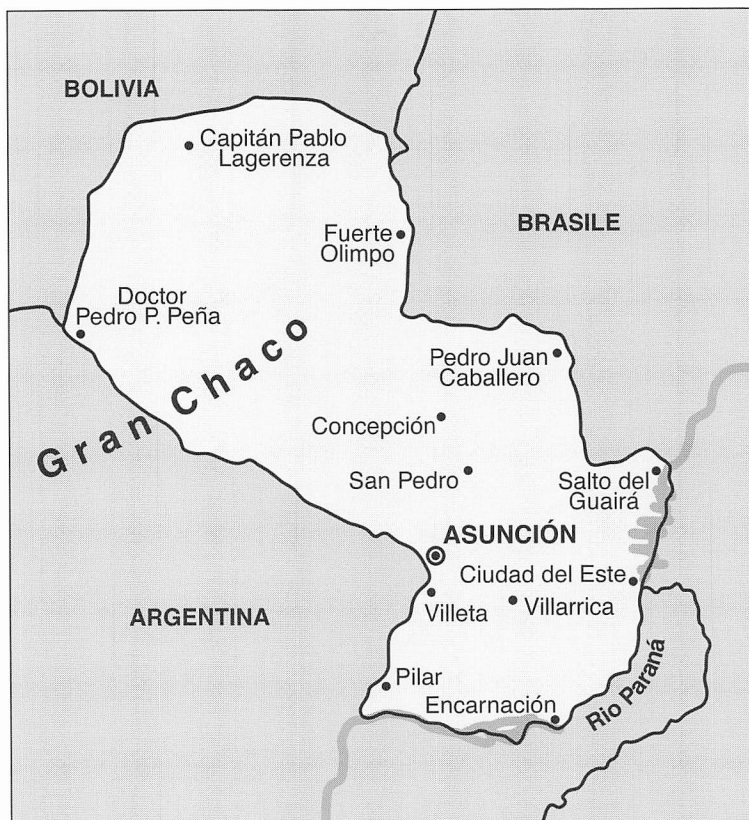 BOLIVIA
Capitán Pablo
Lagerenza
BRASILE
Fuerte
Olimpo
Doctor
Pedro P. Peña
Gran Chaco
Pedro Juan
Caballero
Concepción
San Pedro
Salto del
Guairá
ASUNCIÓN
Ciudad del Este
Villeta
Villarrica
ARGENTINA
Pilar
Encarnación
Rio Paraná